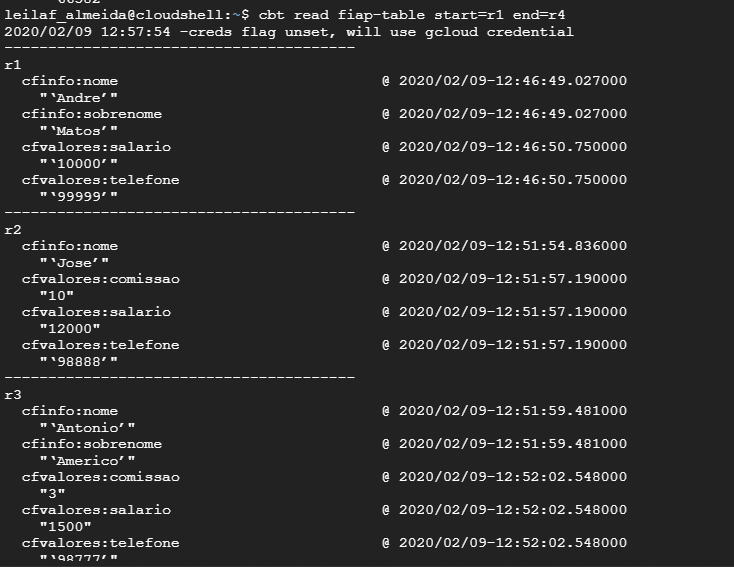 leilaf_almeida@cloudshell:~$ cbt read fiap-table start=r1 end=r4
2020/02/09 12:57:54 -creds flag unset, will use gcloud credential
----------------------------------------
r1
  cfinfo:nome                              @ 2020/02/09-12:46:49.027000
    "‘Andre’"
  cfinfo:sobrenome                         @ 2020/02/09-12:46:49.027000
    "‘Matos’"
  cfvalores:salario                        @ 2020/02/09-12:46:50.750000
    "‘10000’"
  cfvalores:telefone                       @ 2020/02/09-12:46:50.750000
    "‘99999’"
----------------------------------------
r2
  cfinfo:nome                              @ 2020/02/09-12:51:54.836000
    "‘Jose’"
  cfvalores:comissao                       @ 2020/02/09-12:51:57.190000
    "10"
  cfvalores:salario                        @ 2020/02/09-12:51:57.190000
    "12000"
  cfvalores:telefone                       @ 2020/02/09-12:51:57.190000
    "‘98888’"
----------------------------------------
r3
  cfinfo:nome                              @ 2020/02/09-12:51:59.481000
    "‘Antonio’"
  cfinfo:sobrenome                         @ 2020/02/09-12:51:59.481000
    "‘Americo’"
  cfvalores:comissao                       @ 2020/02/09-12:52:02.548000
    "3"
  cfvalores:salario                        @ 2020/02/09-12:52:02.548000
    "1500"
  cfvalores:telefone                       @ 2020/02/09-12:52:02.548000
    "‘98777’"